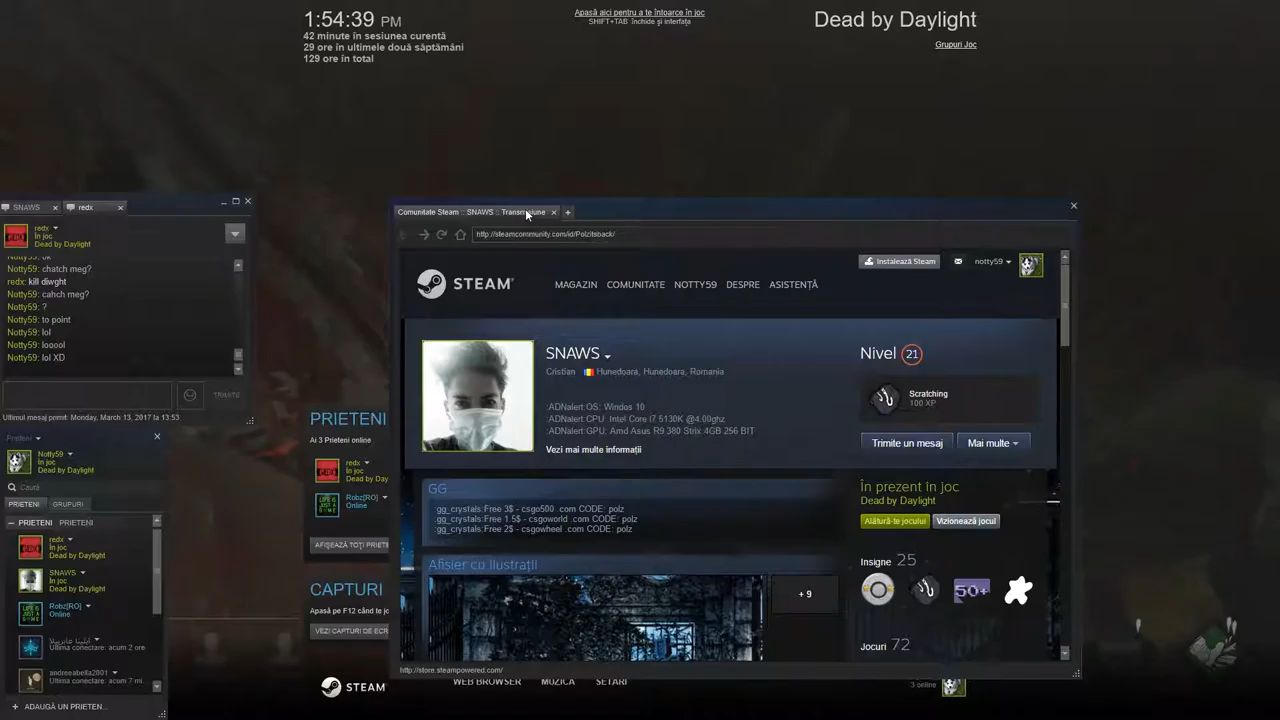 1:54:39 PM
42 minute în sesiunea curentă
29 ore în ultimele două săptămâni
129 ore în total
Apasă aici pentru a te întoarce în joc
SHIFT+TAB închide și interfața
Dead by Daylight
Grupuri Joc
SNAWS
redx
redx
În joc
Dead by Daylight
Notty59: ok
Notty59: chatch meg?
redx: kill diwght
Notty59: cahch meg?
Notty59: ?
Notty59: to point
Notty59: lol
Notty59: looool
Notty59: lol XD
TRIMITE
Ultimul mesaj primit: Monday, March 13, 2017 la 13:53
Prieteni
Notty59
În joc
Dead by Daylight
Caută
PRIETENI
GRUPURI
PRIETENI PRIETENI
redx
În joc
Dead by Daylight
SNAWS
În joc
Dead by Daylight
Robz[RO]
Online
Ultima conectare: acum 2 ore
andreeabella2001
Ultima conectare: acum 7 mi...
+ ADAUGĂ UN PRIETEN...
PRIETENI
Ai 3 Prieteni online
redx
În joc
Dead by Daylight
Robz[RO]
Online
AFIȘEAZĂ TOȚI PRIETE
CAPTURI
Apasă pe F12 când te jo
VEZI CAPTURI DE ECR
STEAM
WEB BROWSER
MUZICĂ
SETĂRI
3 online
Comunitate Steam :: SNAWS :: Transmisiune
http://steamcommunity.com/id/Polzitsback/
Instalează Steam
notty59
STEAM®
MAGAZIN
COMUNITATE
NOTTY59
DESPRE
ASISTENȚĂ
SNAWS
Cristian Hunedoara, Hunedoara, Romania
:ADNalert:OS: Windos 10
:ADNalert:CPU: Intel Core I7 5130K @4.00ghz
:ADNalert:GPU: Amd Asus R9 380 Strix 4GB 256 BIT
Vezi mai multe informații
Nivel 21
Scratching
100 XP
Trimite un mesaj
Mai multe
GG
:gg_crystals:Free 3$ - csgo500 .com CODE: polz
:gg_crystals:Free 1.5$ - csgoworld .com CODE: polz
:gg_crystals:Free 2$ - csgowheel .com CODE: polz
Afișier cu ilustrații
+ 9
În prezent în joc
Dead by Daylight
Alătură-te jocului
Vizionează jocul
Insigne 25
50+
Jocuri 72
http://store.steampowered.com/